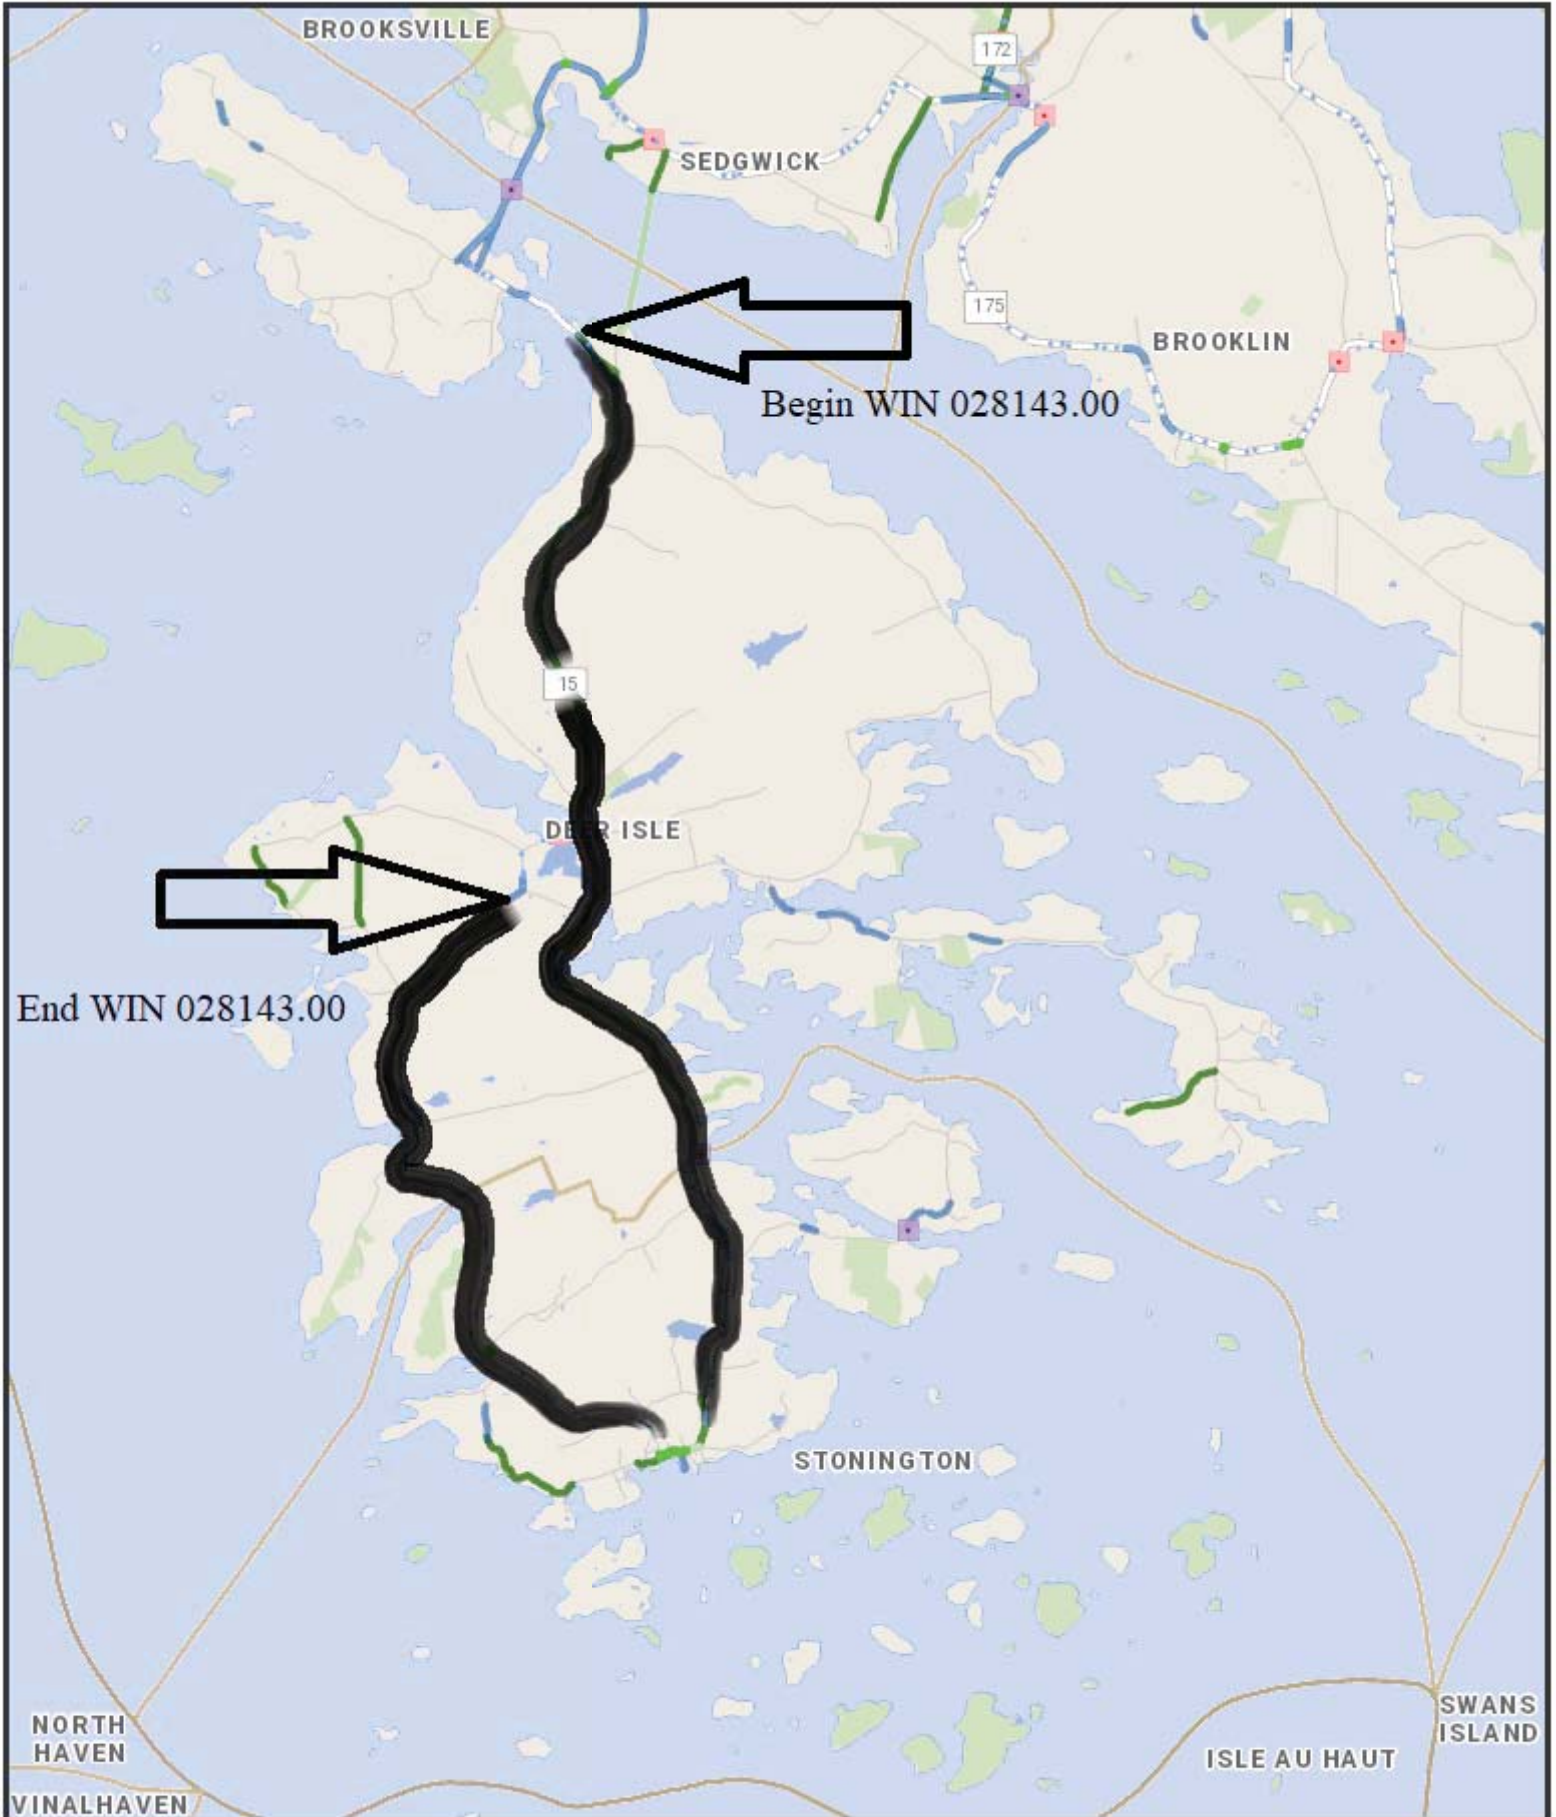 BROOKSVILLE
172
SEDGWICK
175
BROOKLIN
Begin WIN 028143.00
15
DEER ISLE
End WIN 028143.00
STONINGTON
NORTH
HAVEN
SWANS
ISLAND
ISLE AU HAUT
VINALHAVEN